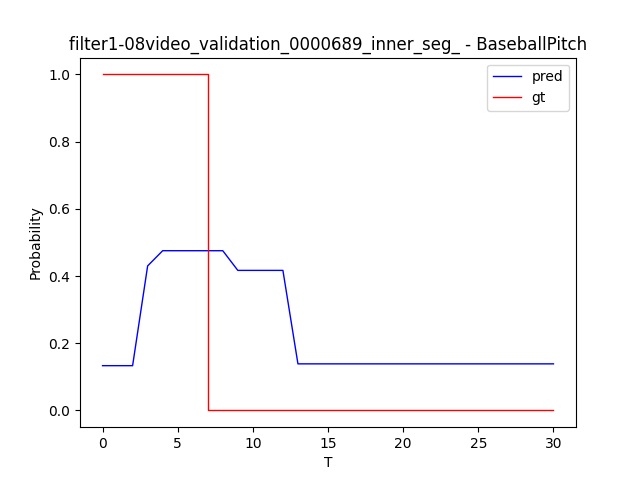 filter1-08video_validation_0000689_inner_seg_ - BaseballPitch
pred
gt
Probability
1.0
0.8
0.6
0.4
0.2
0.0
0
5
10
15
20
25
30
T